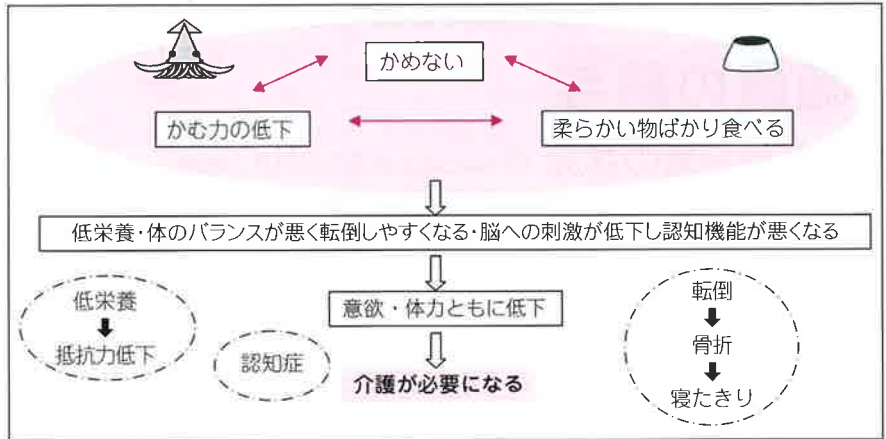 かめない
かむ力の低下
柔らかい物ばかり食べる
低栄養・体のバランスが悪く転倒しやすくなる・脳への刺激が低下し認知機能が悪くなる
低栄養
抵抗力低下
認知症
意欲・体力ともに低下
介護が必要になる
転倒
骨折
寝たきり